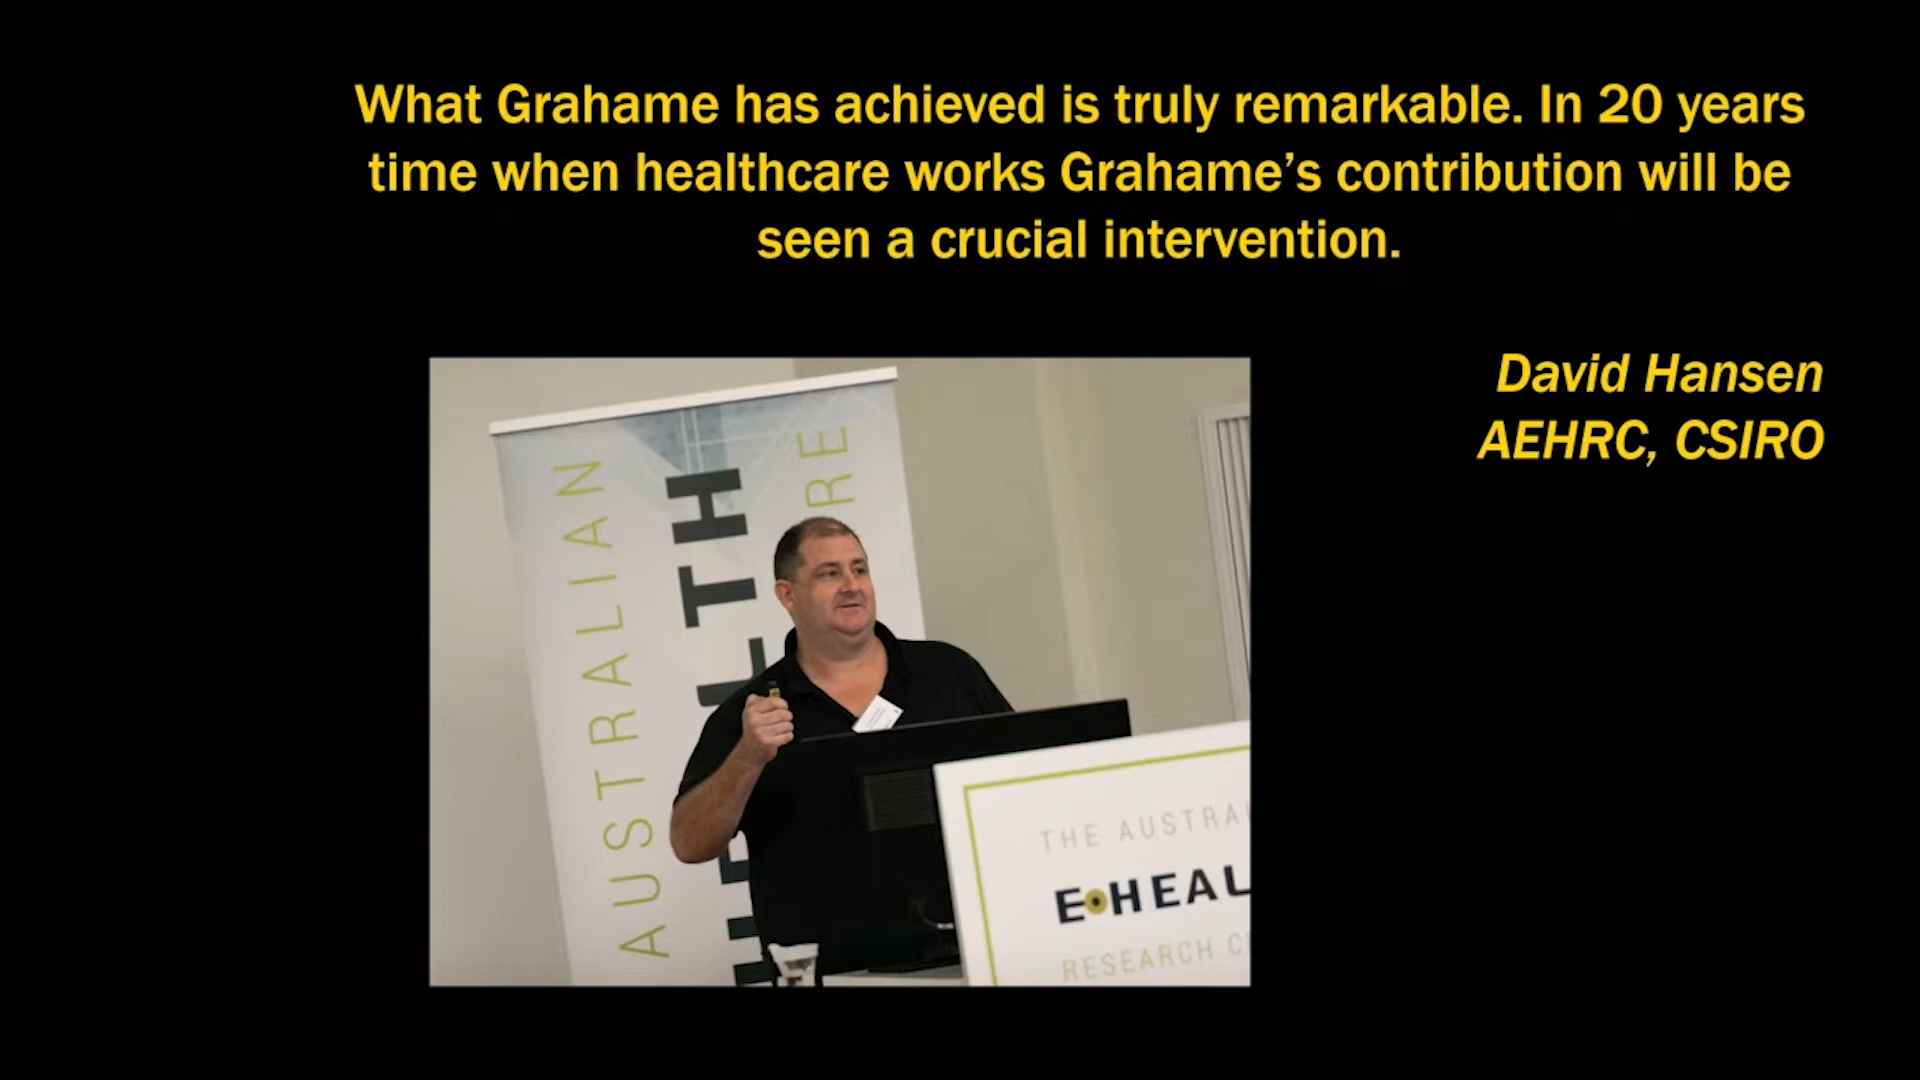 What Grahame has achieved is truly remarkable. In 20 years
time when healthcare works Grahame’s contribution will be
seen a crucial intervention.
David Hansen
AEHRC, CSIRO
AUSTRALIAN
RE
THE
E-HEAL
RESEARCH